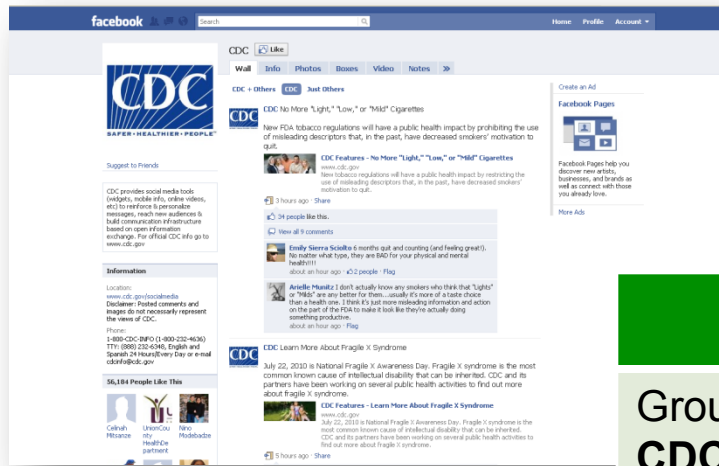 facebook
Search
Home Profile Account
CDC Like
Wall Info Photos Boxes Video Notes »
CDC + Others CDC Just Others
CDC
SAFER • HEALTHIER • PEOPLE™
Suggest to Friends
CDC provides social media tools
(widgets, mobile info, online videos,
etc) to reinforce & personalize
messages, reach new audiences &
build communication infrastructure
based on open information
exchange. For official CDC info go to
www.cdc.gov
Information
Location:
www.cdc.gov/socialmedia
Disclaimer: Posted comments and
images do not necessarily represent
the views of CDC.
Phone:
1-800-CDC-INFO (1-800-232-4636)
TTY: (888) 232-6348, English and
Spanish 24 Hours/Every Day or e-mail
cdcinfo@cdc.gov
56,184 People Like This
Celinah
Mitsanze
UnionCou
nty
HealthDe
partment
Nino
Modebadze
CDC
CDC No More "Light," "Low," or "Mild" Cigarettes
New FDA tobacco regulations will have a public health impact by prohibiting the use
of misleading descriptors that, in the past, have decreased smokers' motivation to
quit.
CDC Features - No More "Light," "Low," or "Mild" Cigarettes
www.cdc.gov
New tobacco regulations will have a public health impact by restricting the
use of misleading descriptors that, in the past, have decreased smokers'
motivation to quit.
3 hours ago · Share
34 people like this.
View all 9 comments
Emily Sierra Sciolto 6 months quit and counting (and feeling great!).
No matter what type, they are BAD for your physical and mental
health!!!!
about an hour ago · 2 people · Flag
Arielle Munitz I don't actually know any smokers who think that "Lights"
or "Milds" are any better for them...usually it's more of a taste choice
than a health one. I think it's just more misleading information and action
on the part of the FDA to make it look like they're actually doing
something productive.
about an hour ago · Flag
CDC
CDC Learn More About Fragile X Syndrome
July 22, 2010 is National Fragile X Awareness Day. Fragile X syndrome is the most
common known cause of intellectual disability that can be inherited. CDC and its
partners have been working on several public health activities to find out more
about fragile X syndrome.
CDC Features - Learn More About Fragile X Syndrome
www.cdc.gov
July 22, 2010 is National Fragile X Awareness Day. Fragile X syndrome is the
most common known cause of intellectual disability that can be inherited.
CDC and its partners have been working on several public health activities to
find out more about fragile X syndrome.
5 hours ago · Share
Create an Ad
Facebook Pages
Facebook Pages help you
discover new artists,
businesses, and brands as
well as connect with those
you already love.
More Ads
Grou
CDC